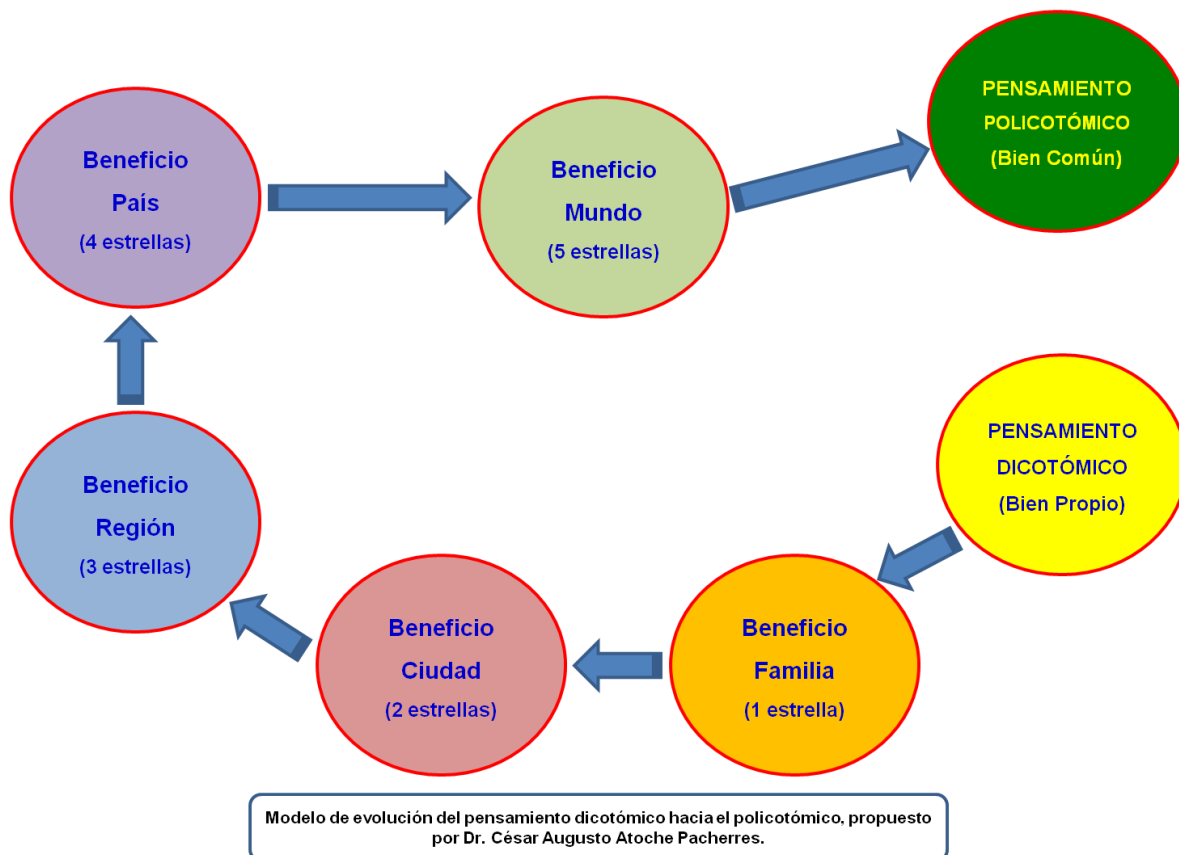 PENSAMIENTO
POLICOTÓMICO
(Bien Común)
Beneficio
País
(4 estrellas)
Beneficio
Mundo
(5 estrellas)
PENSAMIENTO
DICOTÓMICO
(Bien Propio)
Beneficio
Región
(3 estrellas)
Beneficio
Ciudad
(2 estrellas)
Beneficio
Familia
(1 estrella)
Modelo de evolución del pensamiento dicotómico hacia el policotómico, propuesto
por Dr. César Augusto Atoche Pacherres.